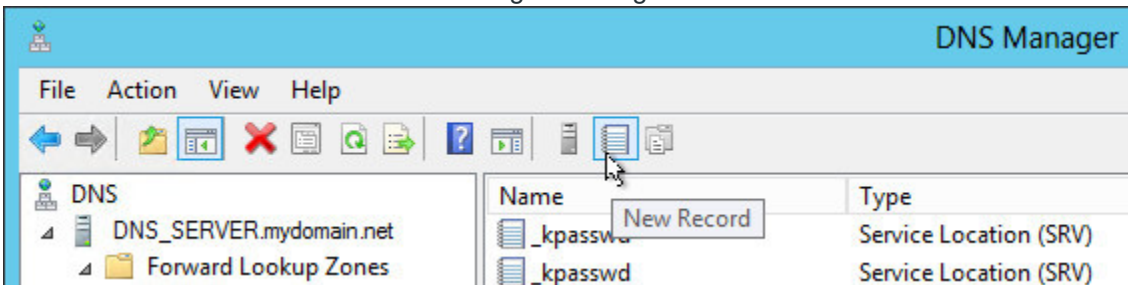 DNS Manager
File Action View Help
DNS
DNS_SERVER.mydomain.net
Forward Lookup Zones
Name Type
New Record
_kpasswd Service Location (SRV)
_kpasswd Service Location (SRV)